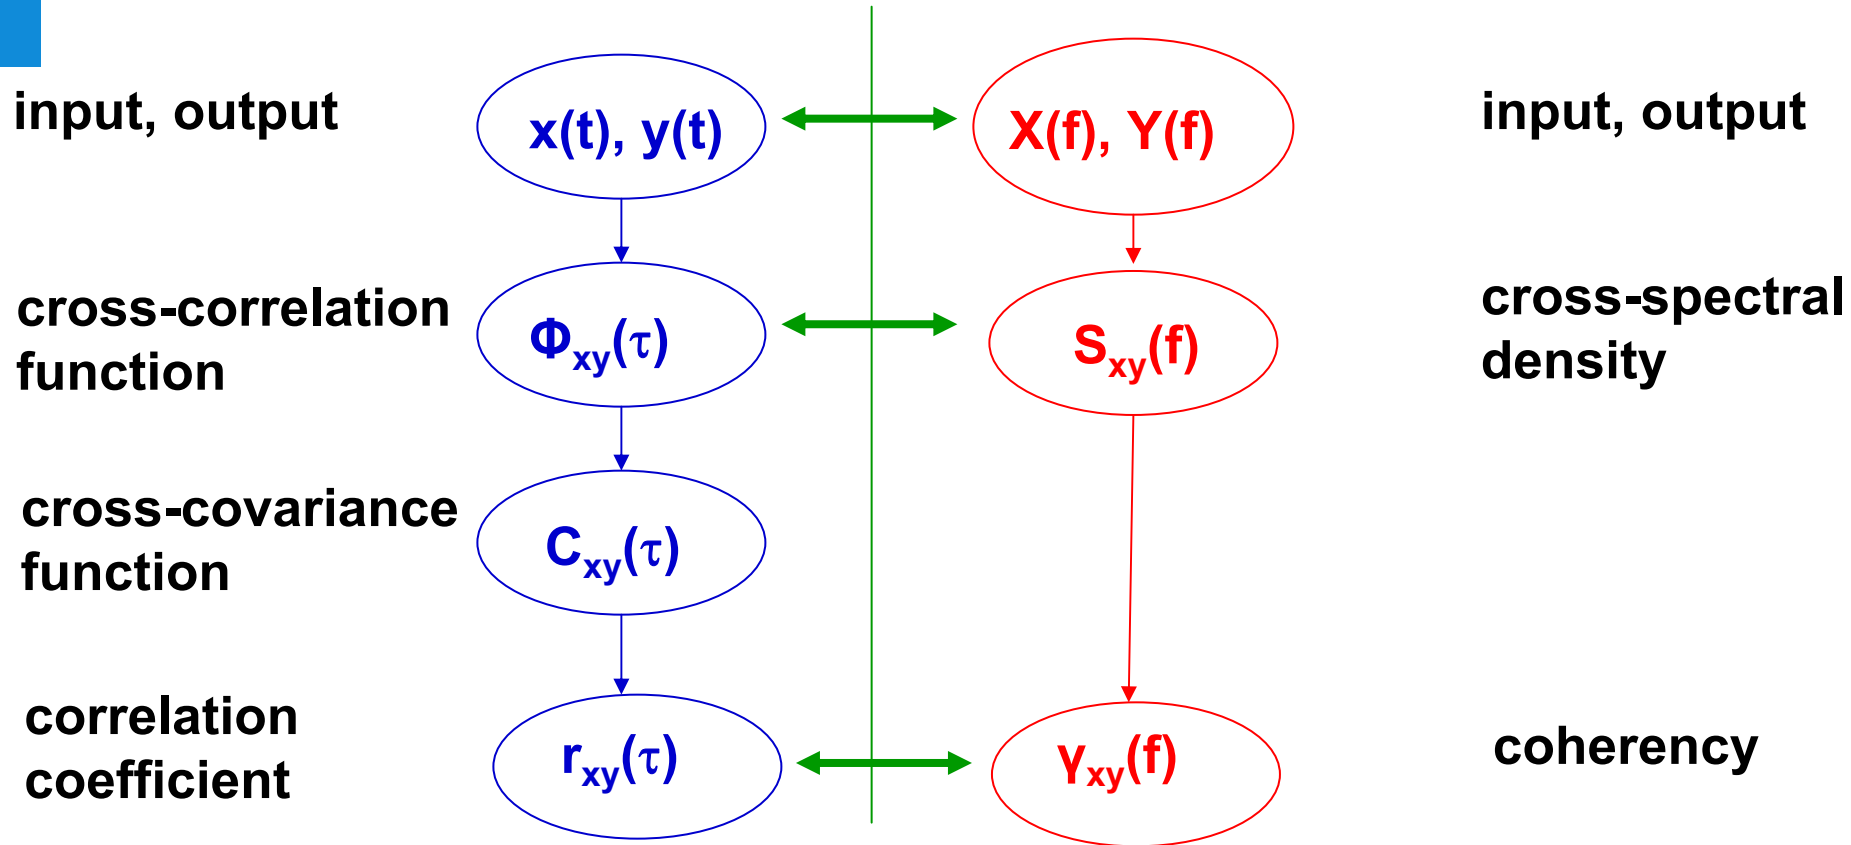 input, output
x(t), y(t)
X(f), Y(f)
input, output
cross-correlation
function
Φxy(τ)
Sxy(f)
cross-spectral
density
cross-covariance
function
Cxy(τ)
correlation
coefficient
rxy(τ)
γxy(f)
coherency